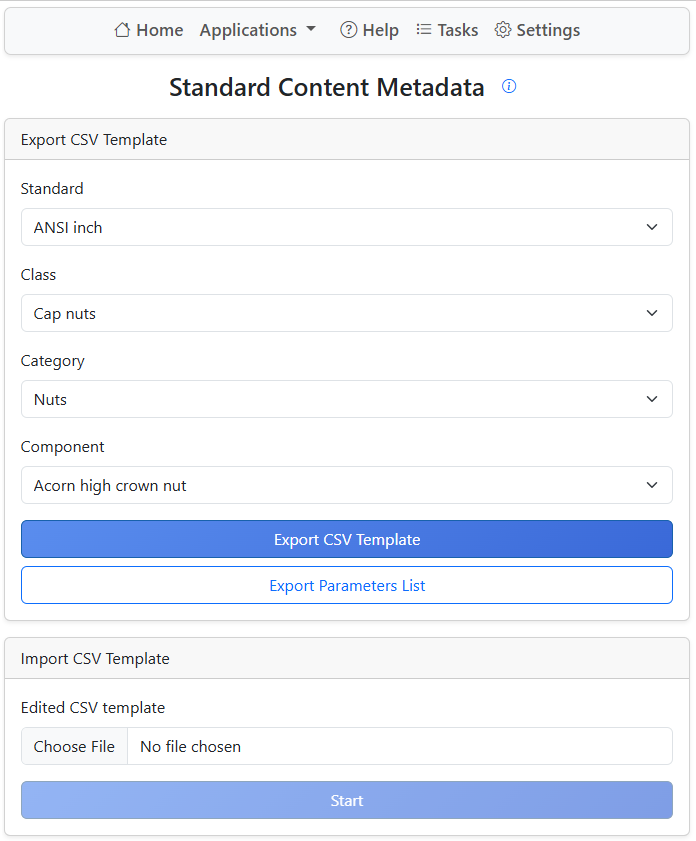 Home Applications Help Tasks Settings
Standard Content Metadata
Export CSV Template
Standard
ANSI inch
Class
Cap nuts
Category
Nuts
Component
Acorn high crown nut
Export CSV Template
Export Parameters List
Import CSV Template
Edited CSV template
Choose File No file chosen
Start